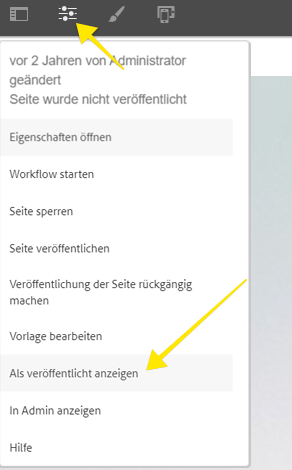 vor 2 Jahren von Administrator
geändert
Seite wurde nicht veröffentlicht
Eigenschaften öffnen
Workflow starten
Seite sperren
Seite veröffentlichen
Veröffentlichung der Seite rückgängig
machen
Vorlage bearbeiten
Als veröffentlicht anzeigen
In Admin anzeigen
Hilfe